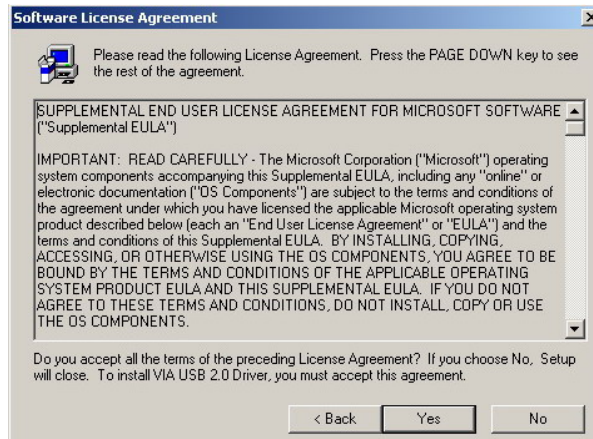 Software License Agreement
Please read the following License Agreement. Press the PAGE DOWN key to see
the rest of the agreement.
SUPPLEMENTAL END USER LICENSE AGREEMENT FOR MICROSOFT SOFTWARE
("Supplemental EULA")
IMPORTANT: READ CAREFULLY - The Microsoft Corporation ("Microsoft") operating
system components accompanying this Supplemental EULA, including any "online" or
electronic documentation ("OS Components") are subject to the terms and conditions of
the agreement under which you have licensed the applicable Microsoft operating system
product described below (each an "End User License Agreement" or "EULA") and the
terms and conditions of this Supplemental EULA. BY INSTALLING, COPYING,
ACCESSING, OR OTHERWISE USING THE OS COMPONENTS, YOU AGREE TO BE
BOUND BY THE TERMS AND CONDITIONS OF THE APPLICABLE OPERATING
SYSTEM PRODUCT EULA AND THIS SUPPLEMENTAL EULA. IF YOU DO NOT
AGREE TO THESE TERMS AND CONDITIONS, DO NOT INSTALL, COPY OR USE
THE OS COMPONENTS.
Do you accept all the terms of the preceding License Agreement? If you choose No, Setup
will close. To install VIA USB 2.0 Driver, you must accept this agreement.
< Back
Yes
No